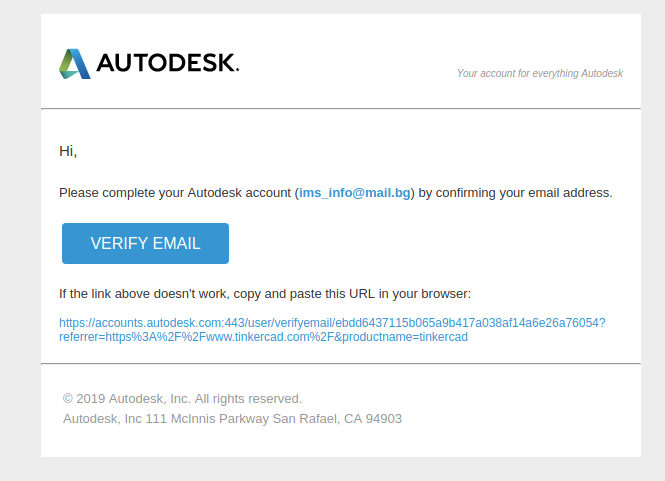 AUTODESK.
Your account for everything Autodesk
Hi,
Please complete your Autodesk account (ims_info@mail.bg) by confirming your email address.
VERIFY EMAIL
If the link above doesn't work, copy and paste this URL in your browser:
https://accounts.autodesk.com:443/user/verifyemail/ebdd6437115b065a9b417a038af14a6e26a76054?
referrer=https%3A%2F%2Fwww.tinkercad.com%2F&productname=tinkercad
© 2019 Autodesk, Inc. All rights reserved.
Autodesk, Inc 111 McInnis Parkway San Rafael, CA 94903